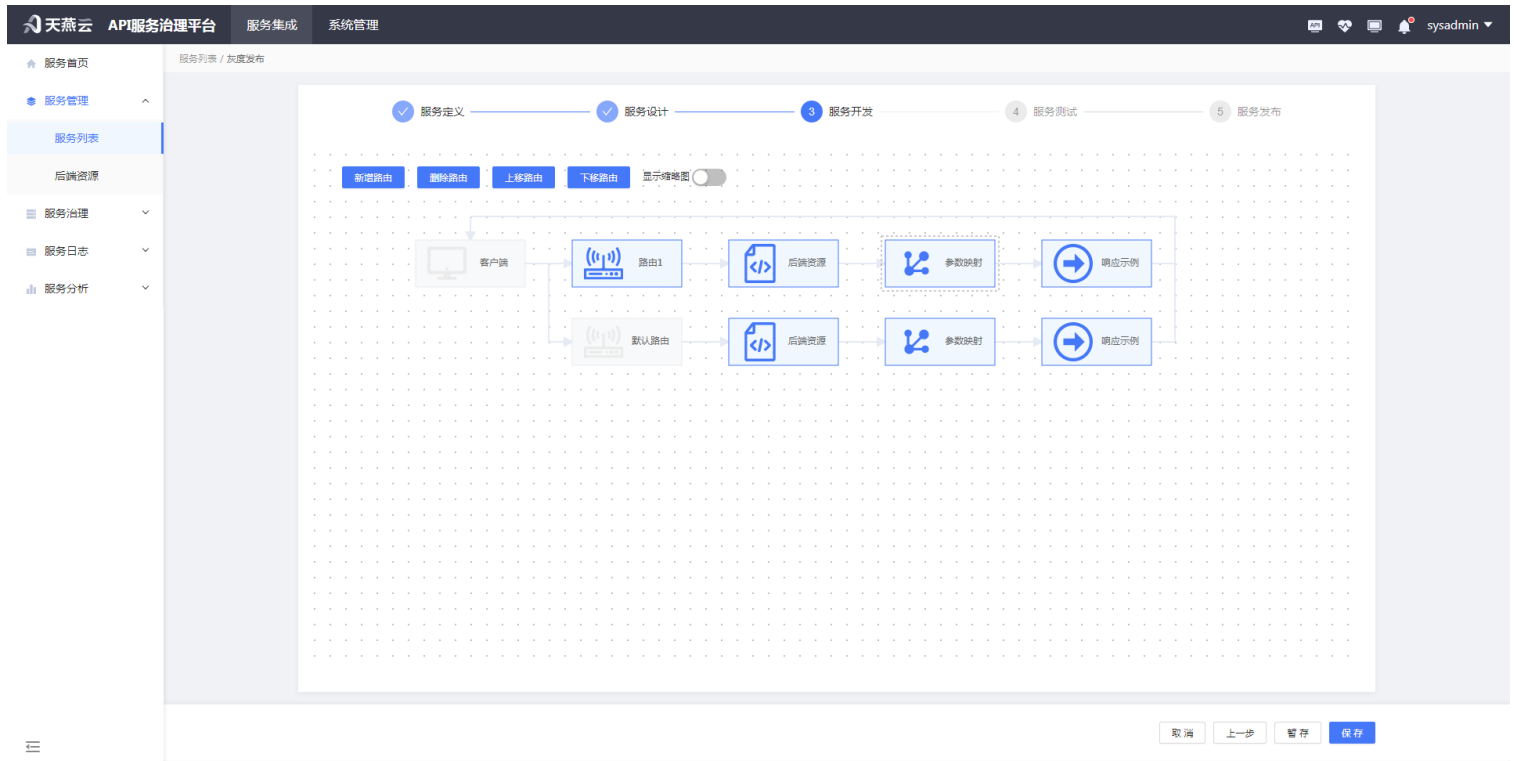 天燕云 API服务治理平台 服务集成 系统管理 API sysadmin
服务首页
服务管理
服务列表
后端资源
服务治理
服务日志
服务分析
服务列表 / 灰度发布
服务定义 服务设计 3 服务开发 4 服务测试 5 服务发布
新增路由 删除路由 上移路由 下移路由 显示缩略图
客户端 路由1 后端资源 参数映射 响应示例
默认路由 后端资源 参数映射 响应示例
取消 上一步 暂存 保存